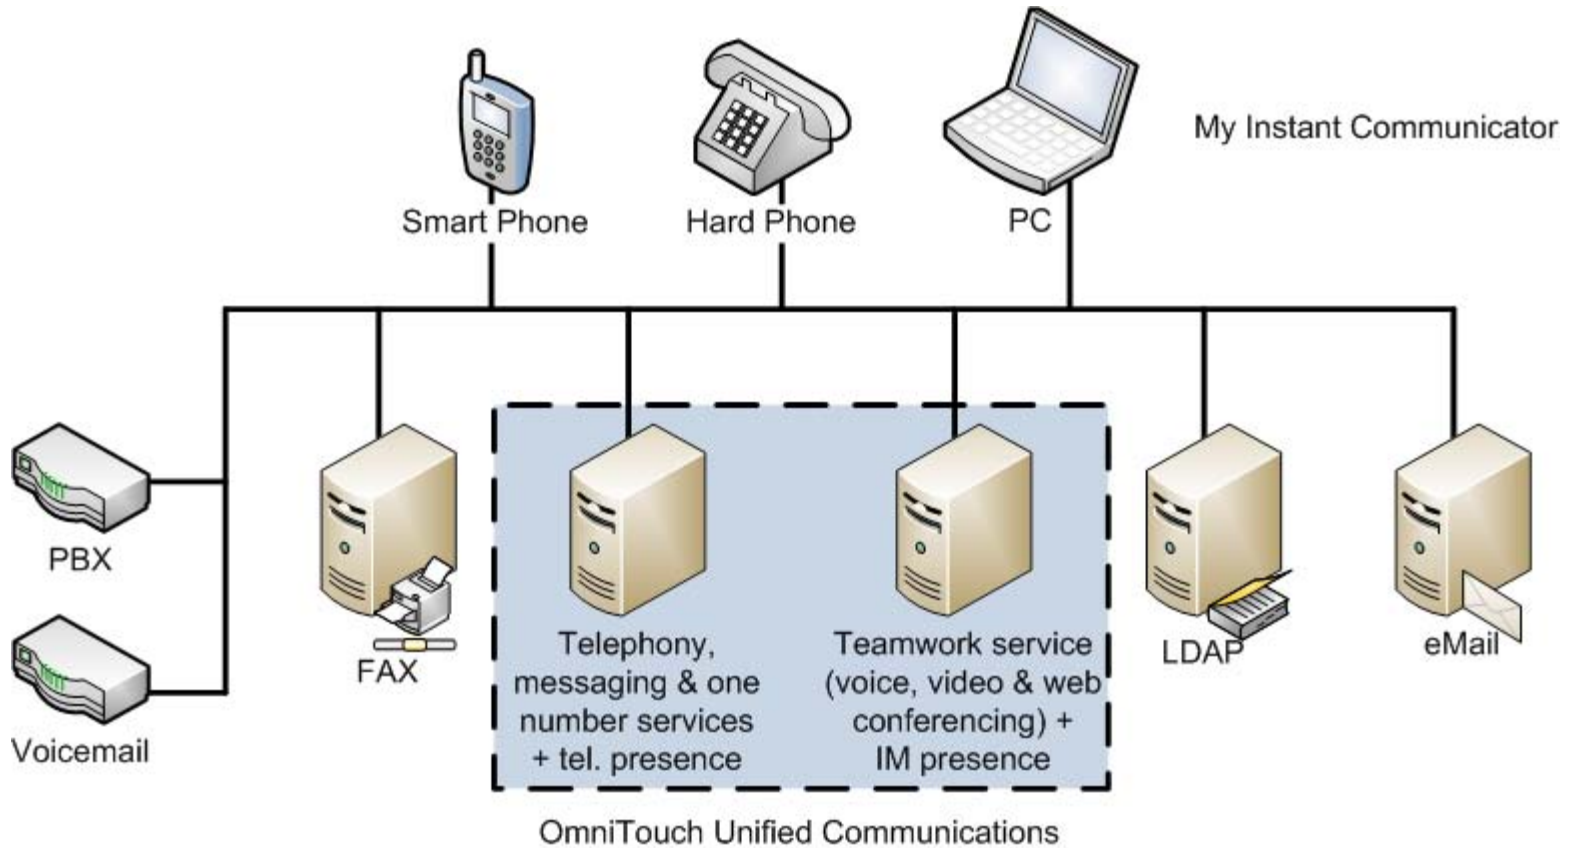 My Instant Communicator
Smart Phone
Hard Phone
PC
PBX
Voicemail
FAX
Telephony,
messaging & one
number services
+ tel. presence
Teamwork service
(voice, video & web
conferencing) +
IM presence
LDAP
eMail
OmniTouch Unified Communications